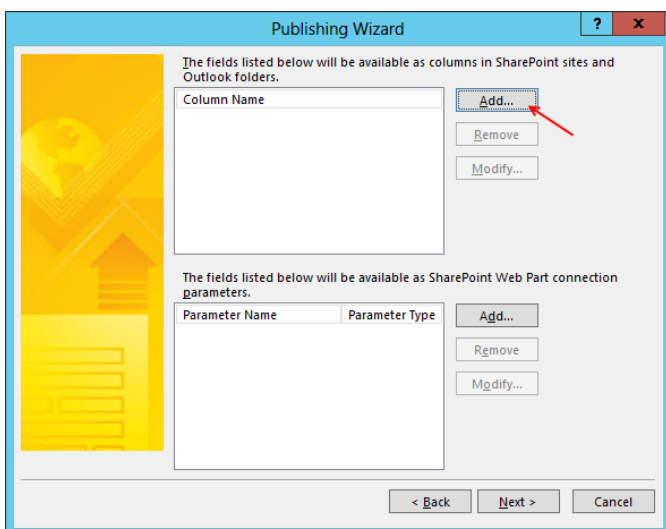 Publishing Wizard
?
x
The fields listed below will be available as columns in SharePoint sites and
Outlook folders.
Column Name
Add...
Remove
Modify...
The fields listed below will be available as SharePoint Web Part connection
parameters.
Parameter Name
Parameter Type
Add...
Remove
Modify...
< Back
Next >
Cancel